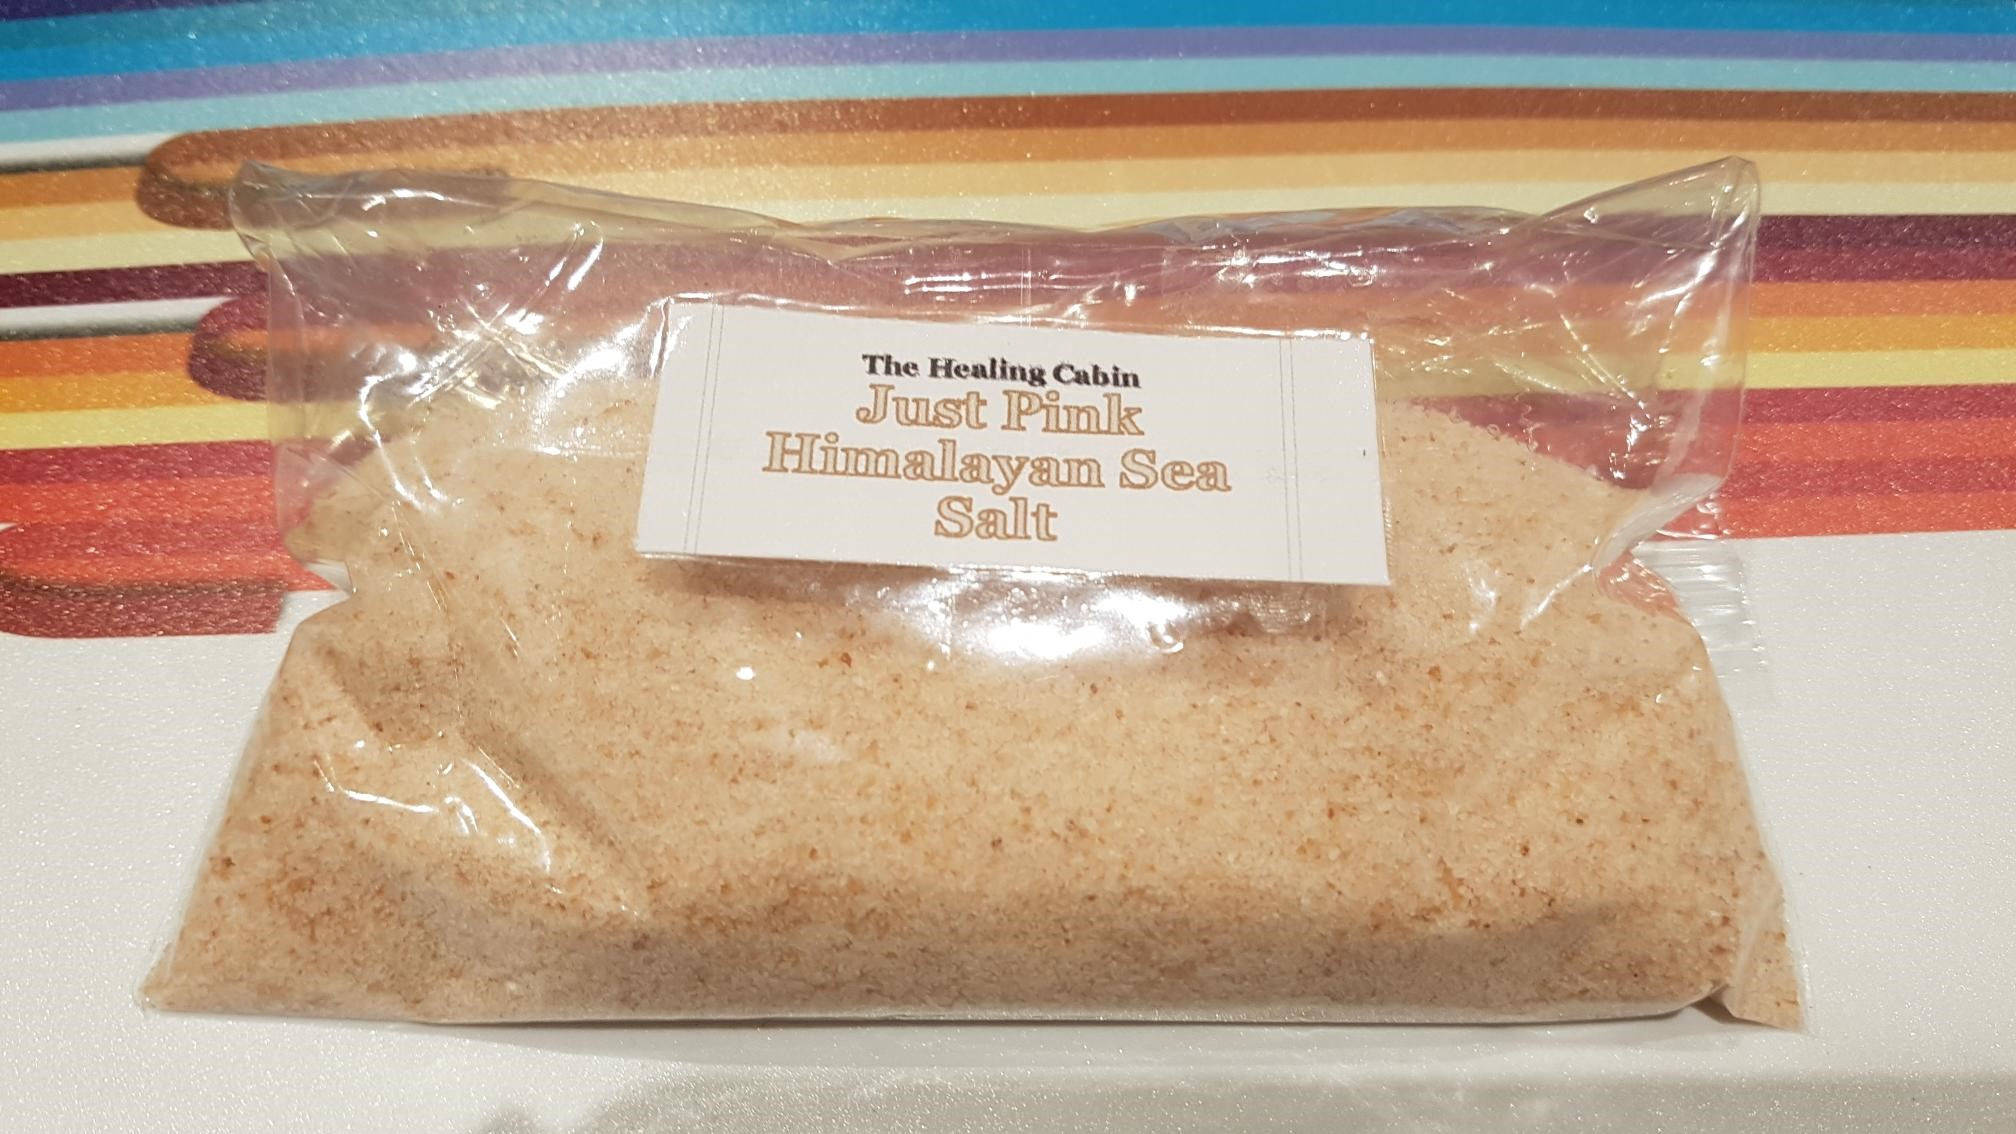 The Healing Cabin
Just Pink
Himalayan Sea
Salt